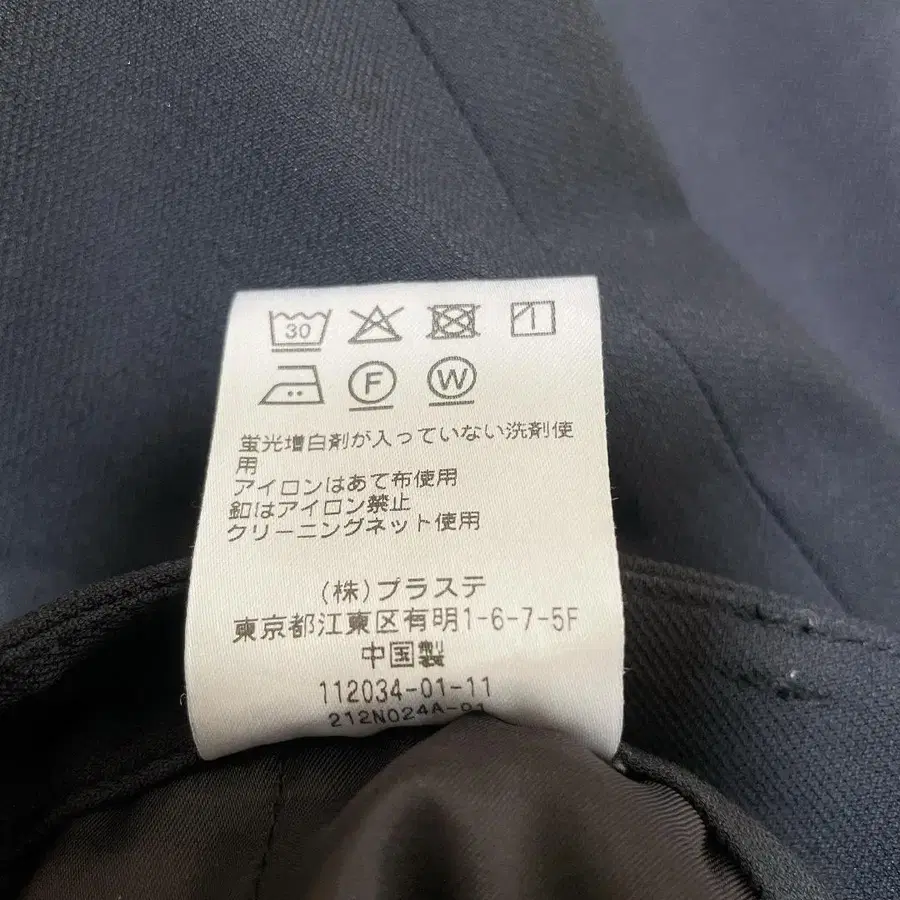 30
F W
蛍光増白剤が入っていない洗剤使
用
アイロンはあて布使用
釦はアイロン禁止
クリーニングネット使用
(株)プラステ
東京都江東区有明1-6-7-5F
中国製
112034-01-11
212N024A-91